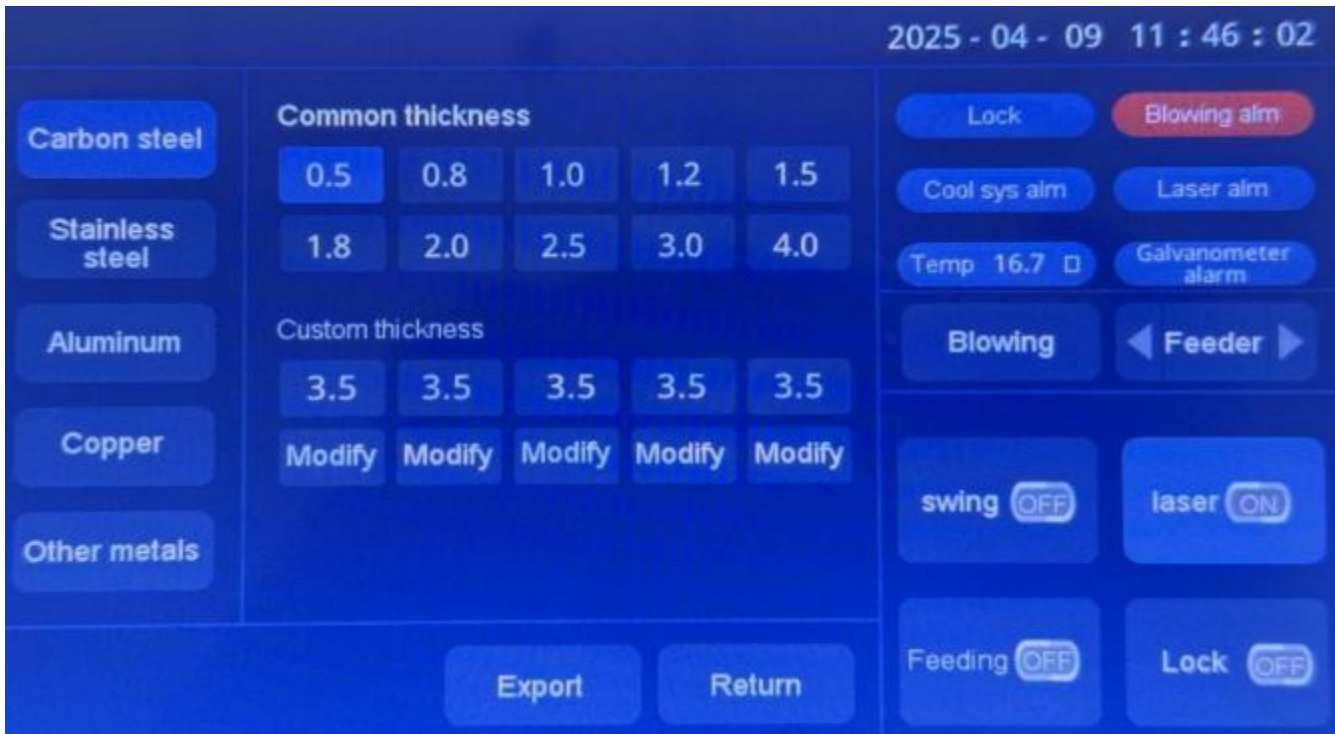 2025 - 04 - 09 11 : 46 : 02
Carbon steel
Stainless
steel
Aluminum
Copper
Other metals
Common thickness
0.5 0.8 1.0 1.2 1.5
1.8 2.0 2.5 3.0 4.0
Custom thickness
3.5 3.5 3.5 3.5 3.5
Modify Modify Modify Modify Modify
Export Return
Lock Blowing alm
Cool sys alm Laser alm
Temp 16.7 □ Galvanometer
alarm
Blowing Feeder
swing OFF laser ON
Feeding OFF Lock OFF